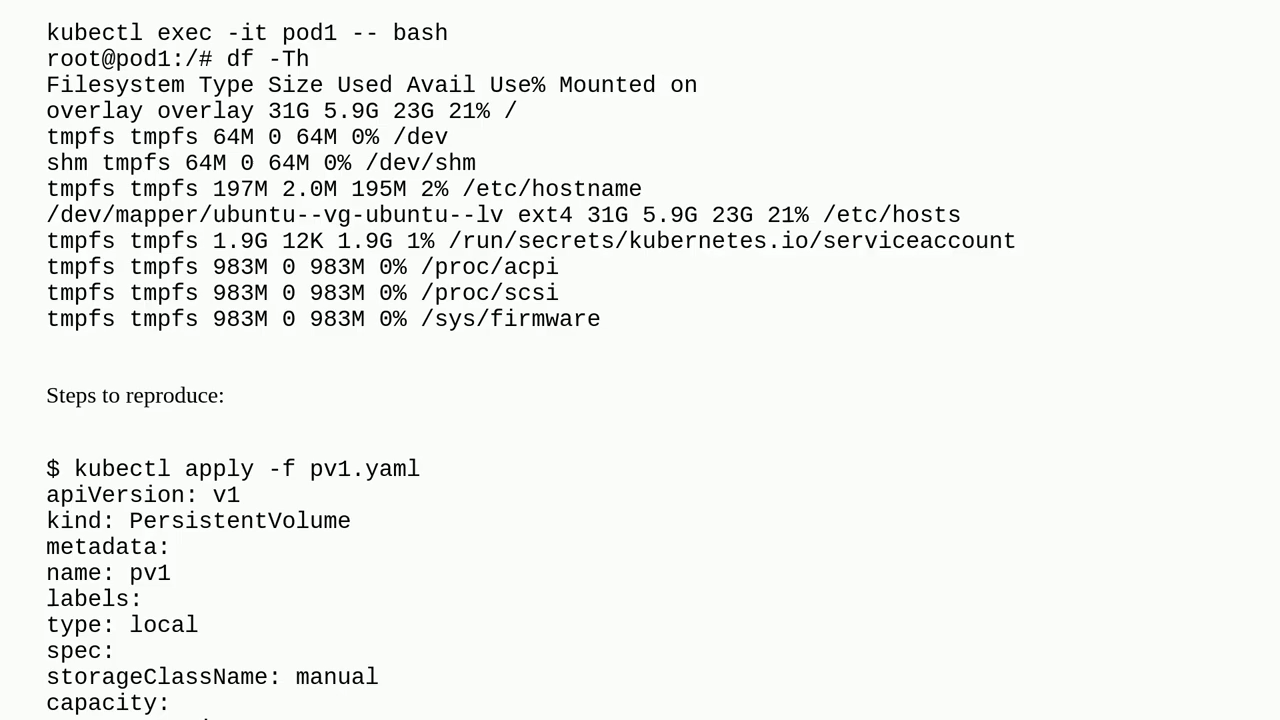 kubectl exec -it pod1 -- bash
root@pod1:/# df -Th
Filesystem Type Size Used Avail Use% Mounted on
overlay overlay 31G 5.9G 23G 21% /
tmpfs tmpfs 64M 0 64M 0% /dev
shm tmpfs 64M 0 64M 0% /dev/shm
tmpfs tmpfs 197M 2.0M 195M 2% /etc/hostname
/dev/mapper/ubuntu--vg-ubuntu--lv ext4 31G 5.9G 23G 21% /etc/hosts
tmpfs tmpfs 1.9G 12K 1.9G 1% /run/secrets/kubernetes.io/serviceaccount
tmpfs tmpfs 983M 0 983M 0% /proc/acpi
tmpfs tmpfs 983M 0 983M 0% /proc/scsi
tmpfs tmpfs 983M 0 983M 0% /sys/firmware
Steps to reproduce:
$ kubectl apply -f pv1.yaml
apiVersion: v1
kind: PersistentVolume
metadata:
name: pv1
labels:
type: local
spec:
storageClassName: manual
capacity: